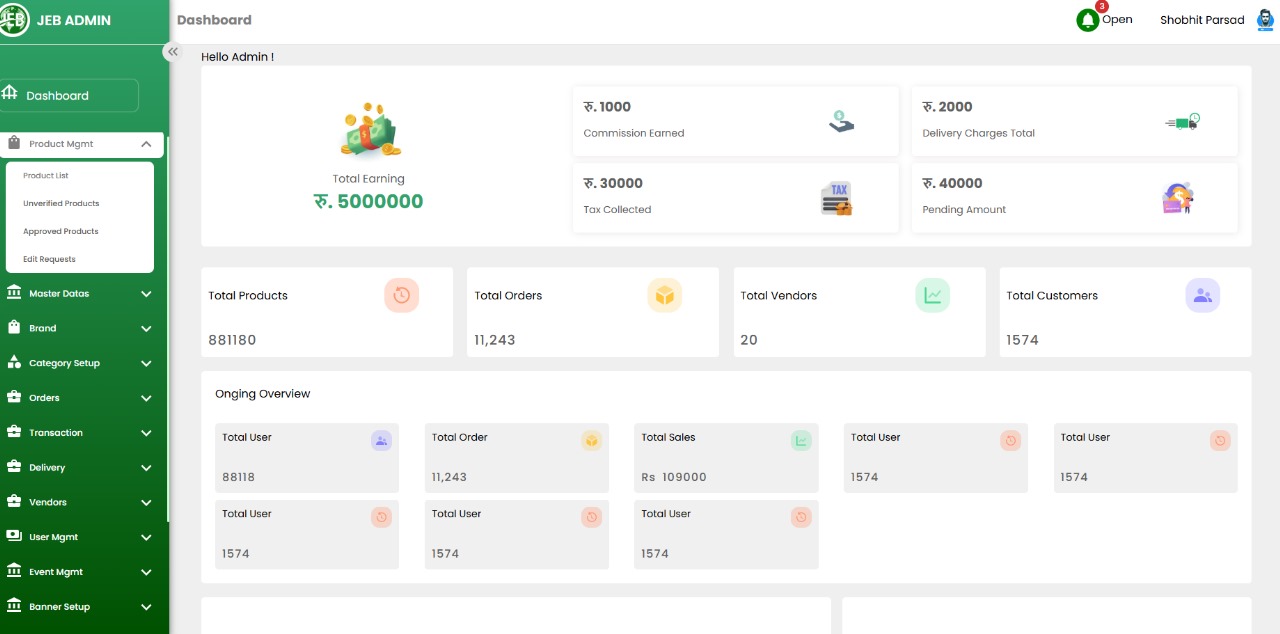 JEB
JEB ADMIN
Dashboard
3
Open
Shobhit Parsad
Dashboard
Product Mgmt
Product List
Unverified Products
Approved Products
Edit Requests
Master Datas
Brand
Category Setup
Orders
Transaction
Delivery
Vendors
User Mgmt
Event Mgmt
Banner Setup
Hello Admin !
Total Earning
रु. 5000000
रु. 1000
Commission Earned
रु. 2000
Delivery Charges Total
रु. 30000
Tax Collected
TAX
रु. 40000
Pending Amount
Total Products
881180
Total Orders
11,243
Total Vendors
20
Total Customers
1574
Onging Overview
Total User
88118
Total Order
11,243
Total Sales
Rs 109000
Total User
1574
Total User
1574
Total User
1574
Total User
1574
Total User
1574